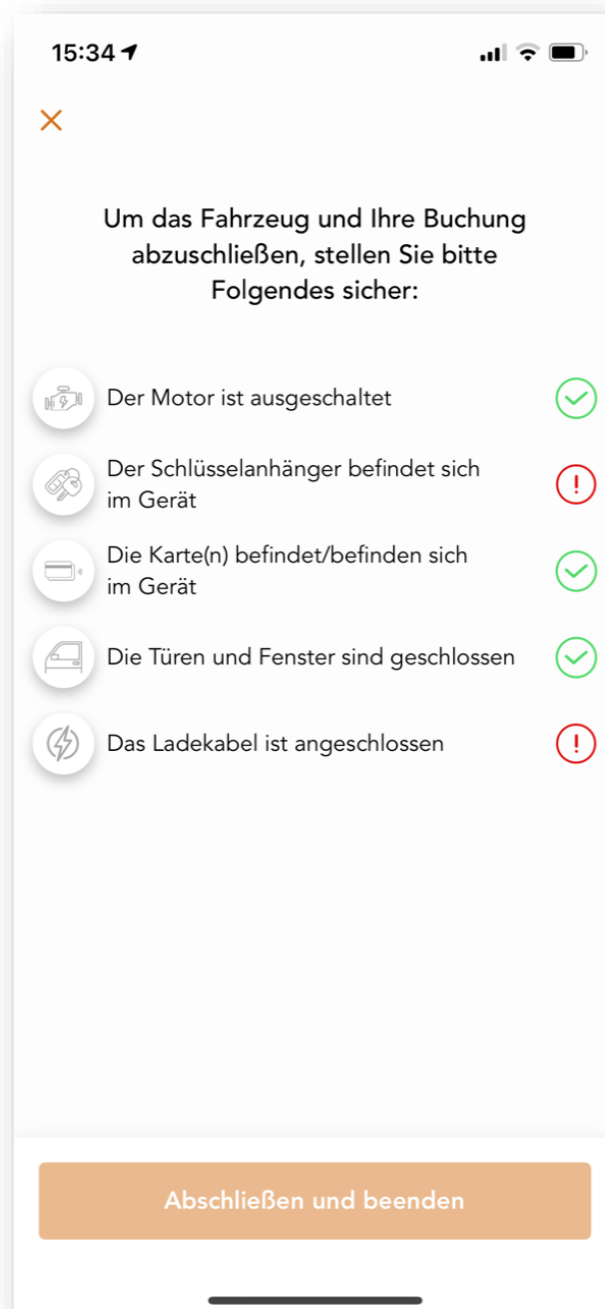 15:34
Um das Fahrzeug und Ihre Buchung
abzuschließen, stellen Sie bitte
Folgendes sicher:
Der Motor ist ausgeschaltet
Der Schlüsselanhänger befindet sich
im Gerät
Die Karte(n) befindet/befinden sich
im Gerät
Die Türen und Fenster sind geschlossen
Das Ladekabel ist angeschlossen
Abschließen und beenden